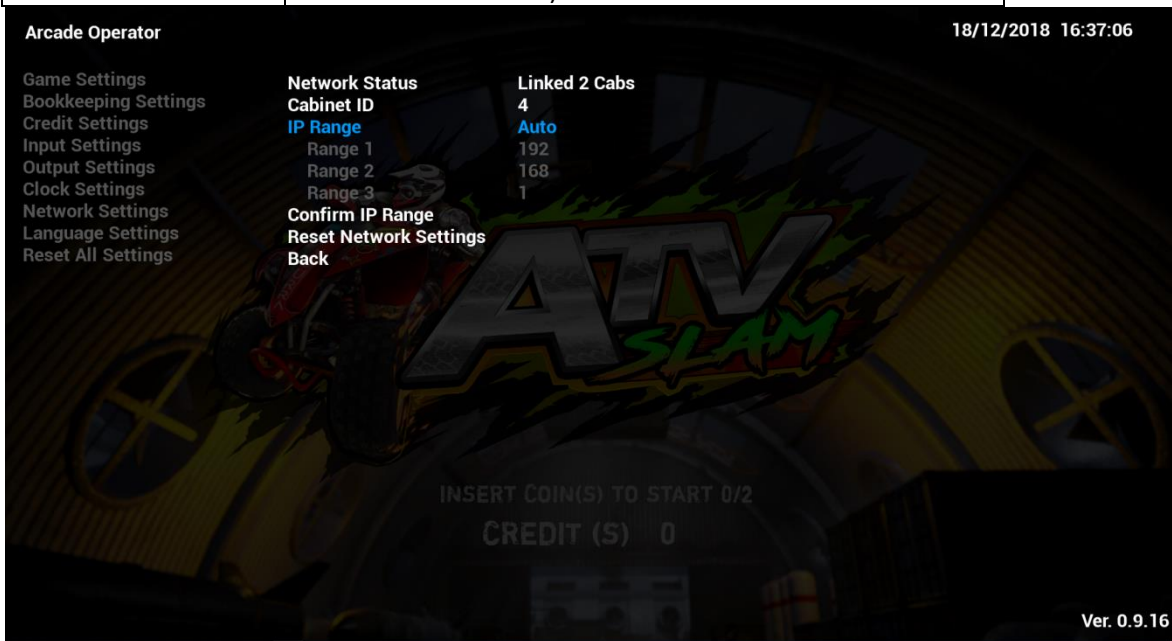 Arcade Operator
18/12/2018 16:37:06
Game Settings
Bookkeeping Settings
Credit Settings
Input Settings
Output Settings
Clock Settings
Network Settings
Language Settings
Reset All Settings
Network Status Linked 2 Cabs
Cabinet ID 4
IP Range Auto
Range 1 192
Range 2 168
Range 3 1
Confirm IP Range
Reset Network Settings
Back
ATV
SLAM
INSERT COIN(S) TO START 0/2
CREDIT (S) 0
Ver. 0.9.16